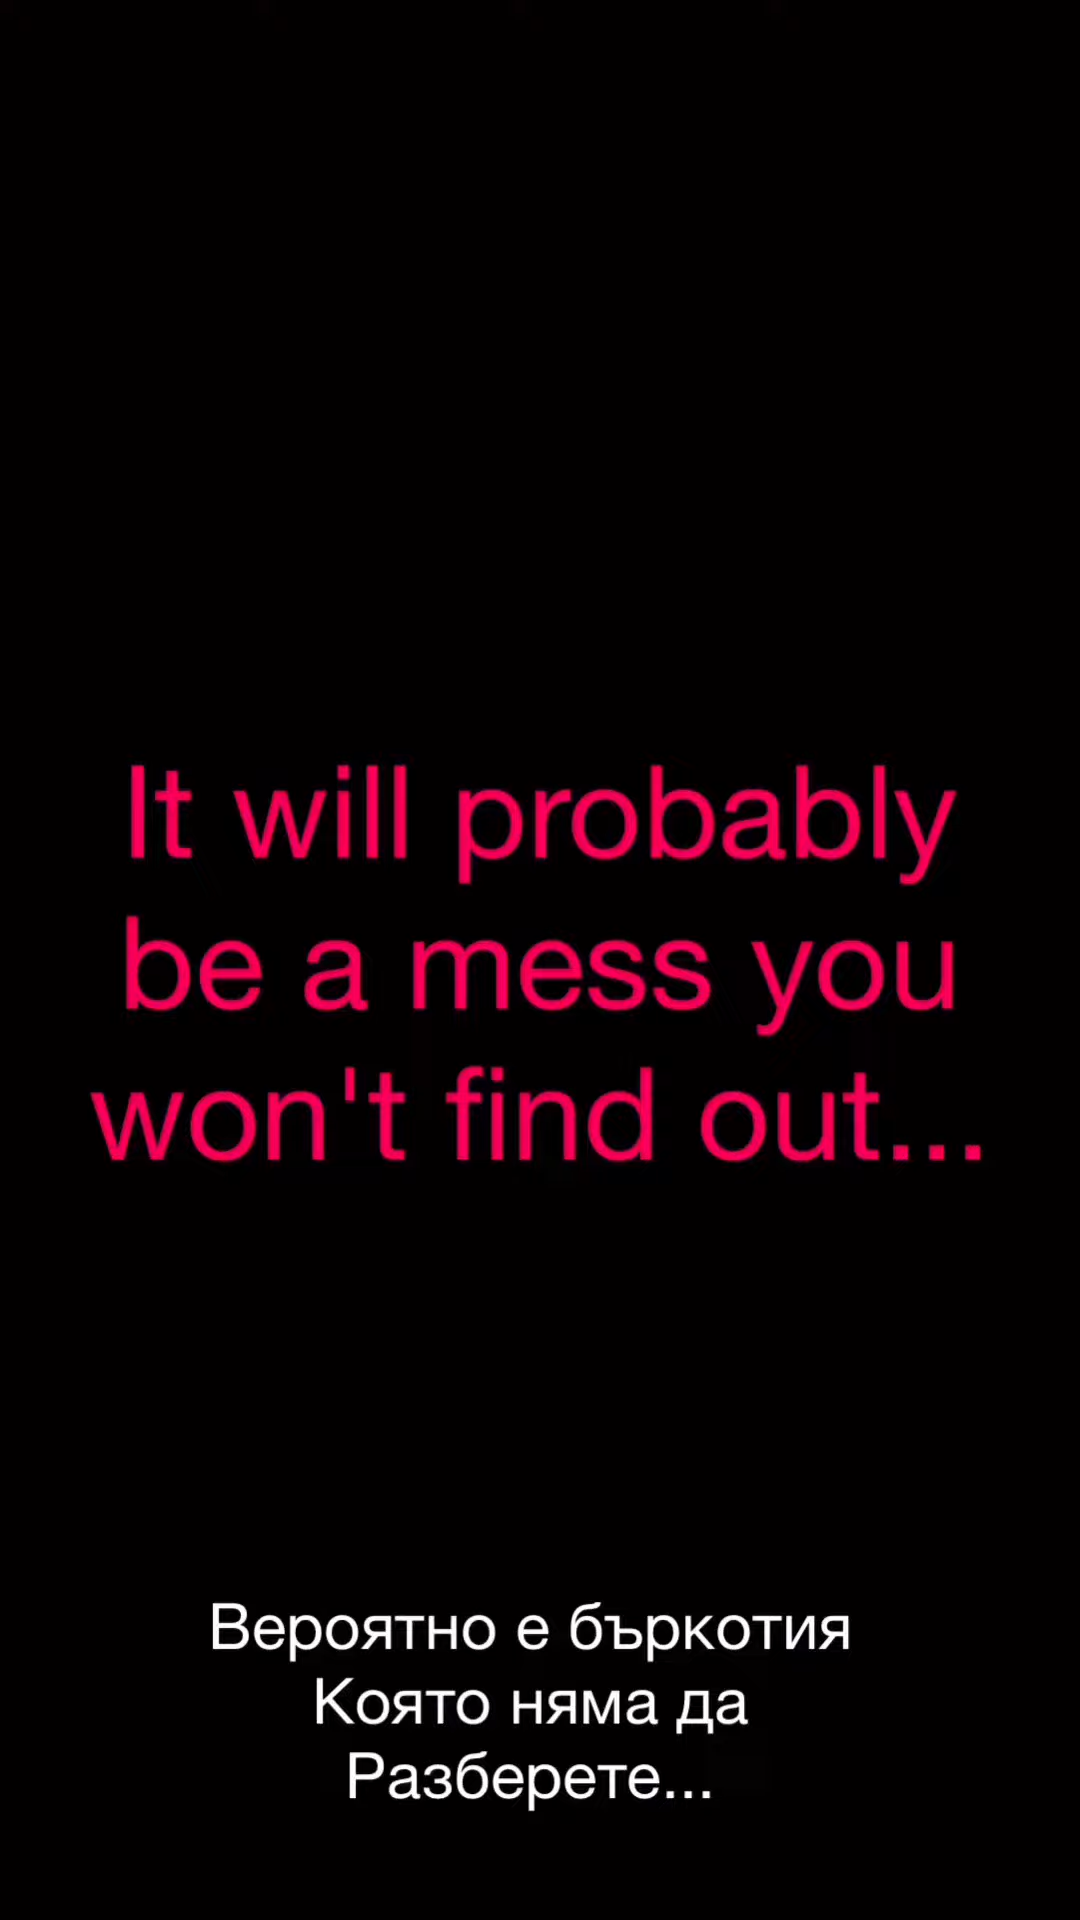 It will probably
be a mess you
won't find out...
Вероятно е бъркотия
Която няма да
Разберете...